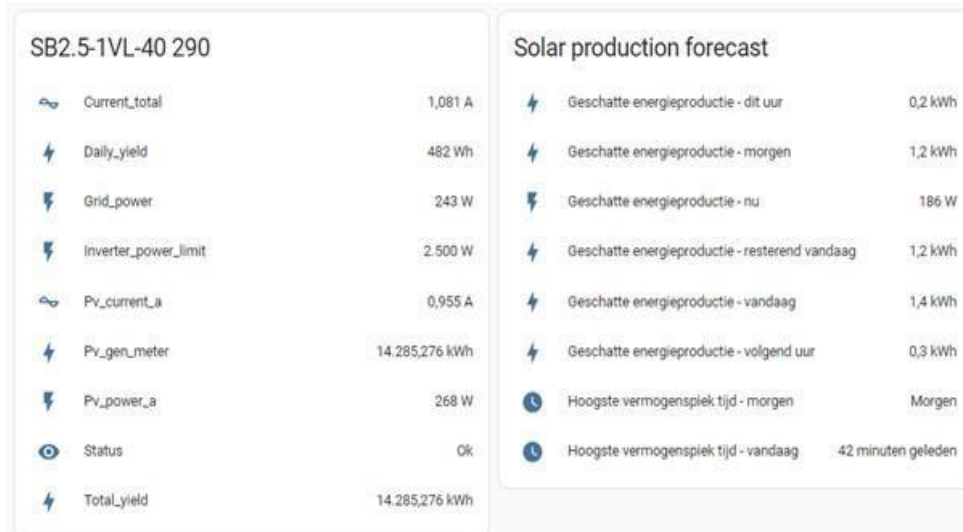 SB2.5-1VL-40 290
Current_total 1,081 A
Daily_yield 482 Wh
Grid_power 243 W
Inverter_power_limit 2.500 W
Pv_current_a 0,955 A
Pv_gen_meter 14.285,276 kWh
Pv_power_a 268 W
Status Ok
Total_yield 14.285,276 kWh
Solar production forecast
Geschatte energieproductie - dit uur 0,2 kWh
Geschatte energieproductie - morgen 1,2 kWh
Geschatte energieproductie - nu 186 W
Geschatte energieproductie - resterend vandaag 1,2 kWh
Geschatte energieproductie - vandaag 1,4 kWh
Geschatte energieproductie - volgend uur 0,3 kWh
Hoogste vermogenspiek tijd - morgen Morgen
Hoogste vermogenspiek tijd - vandaag 42 minuten geleden